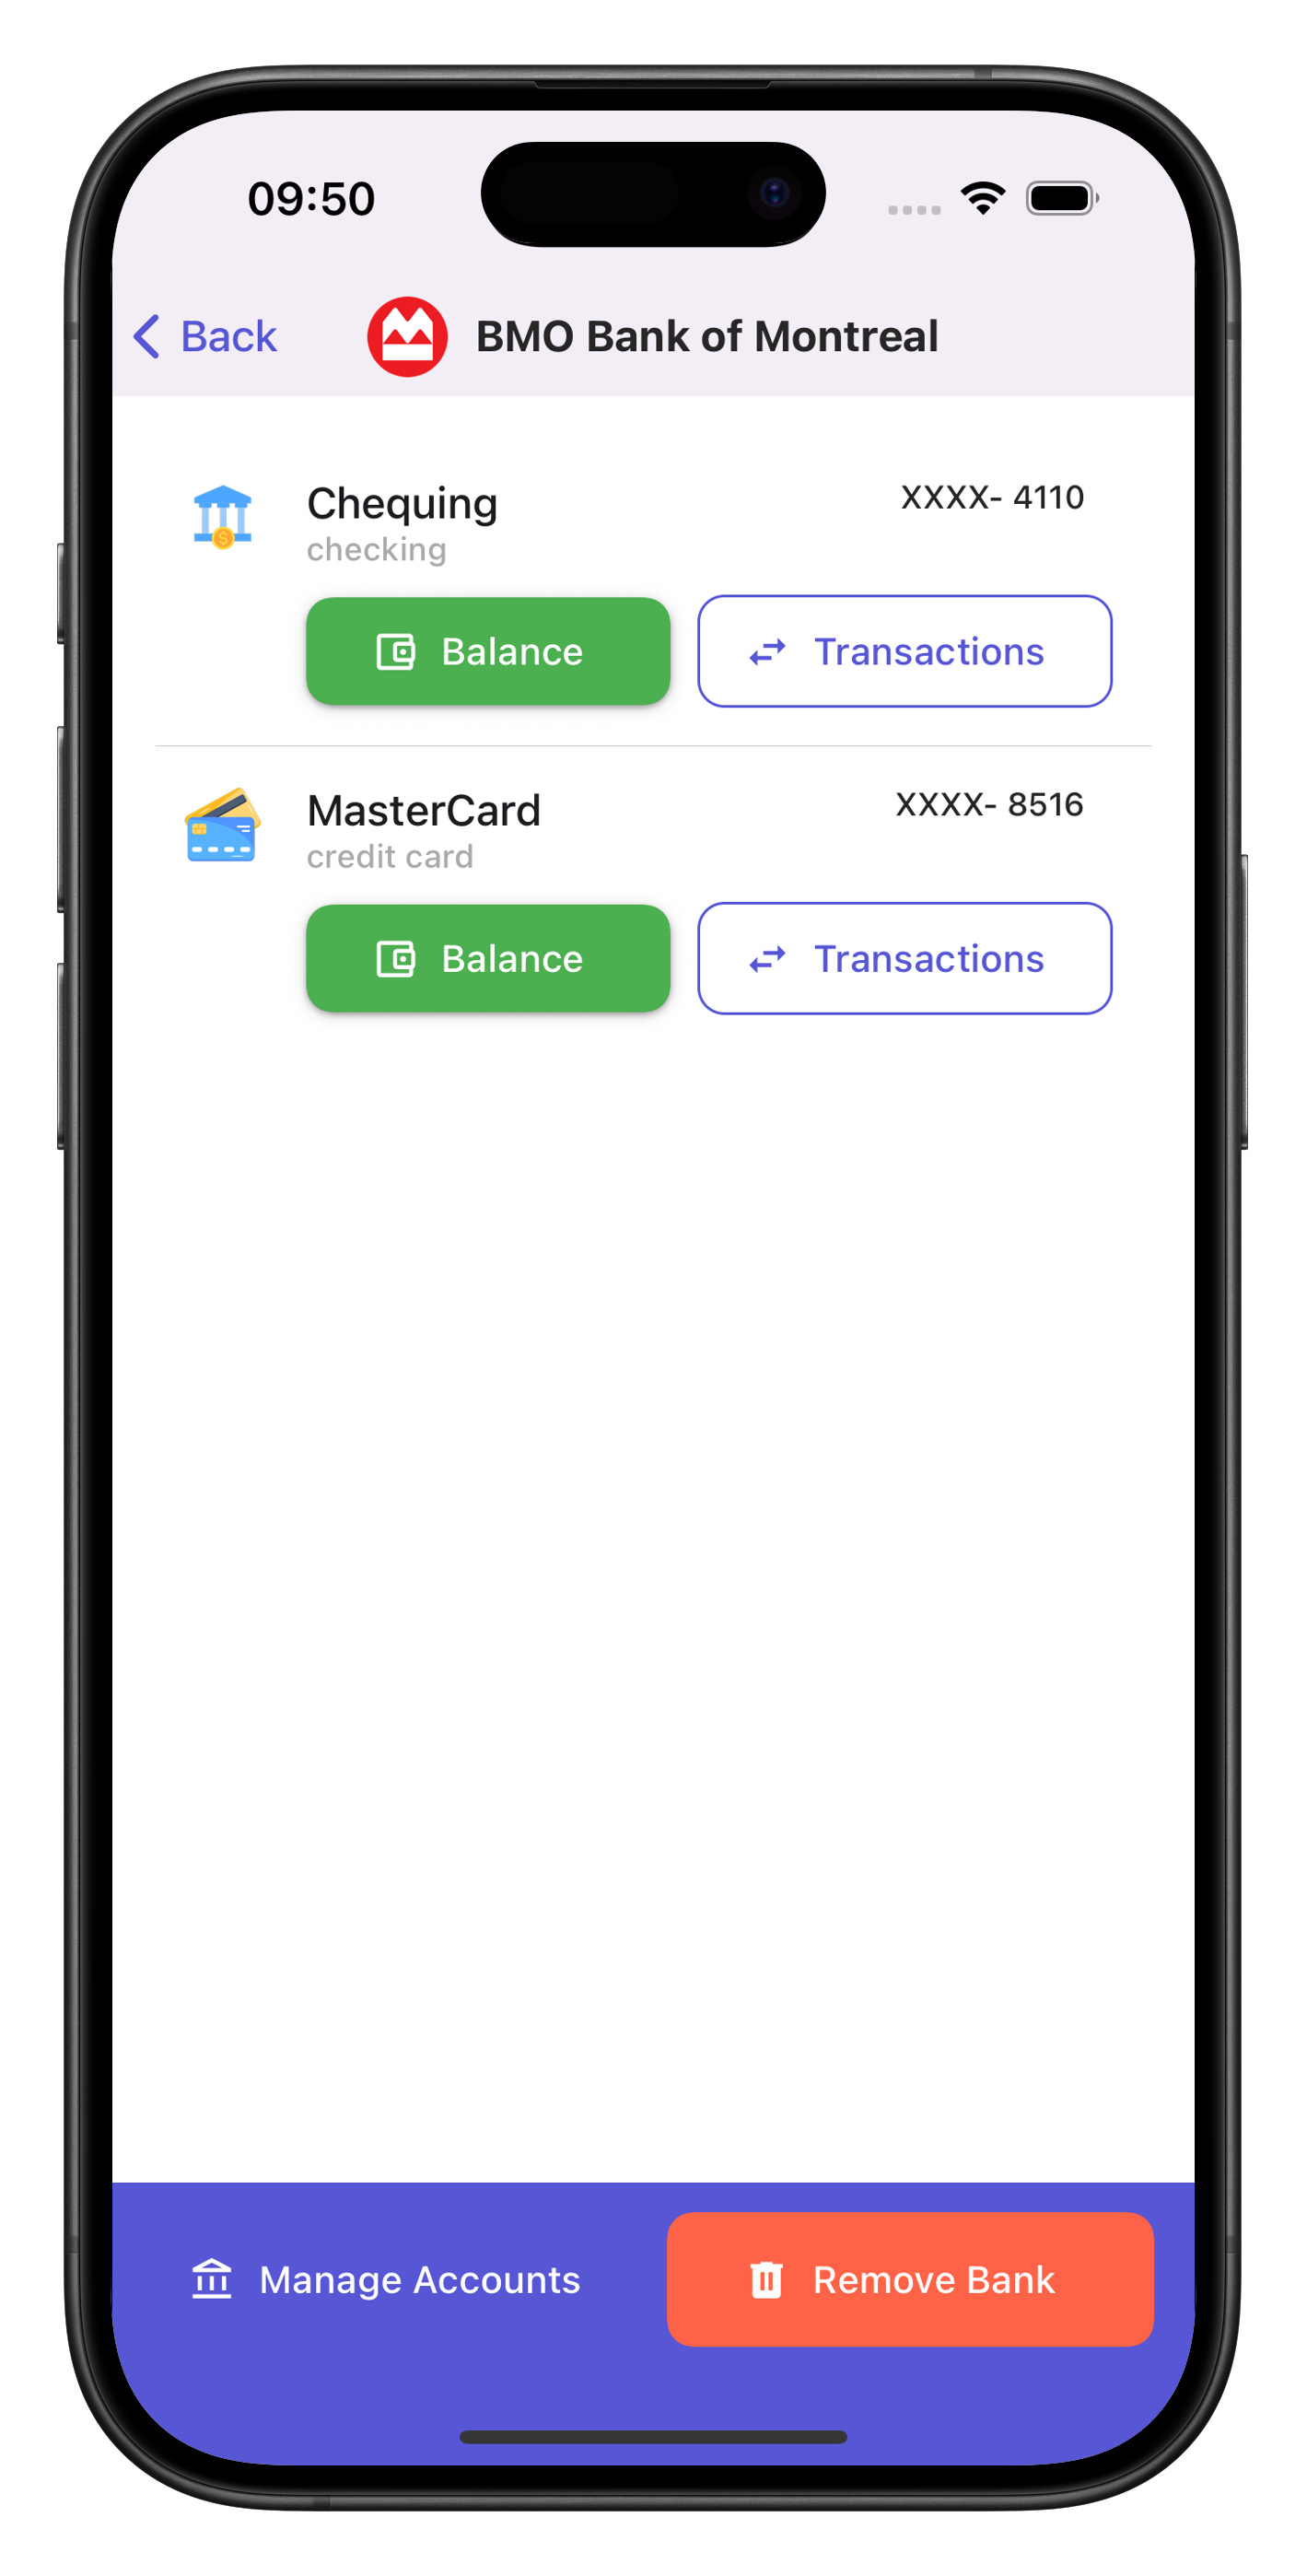 09:50
Back
BMO Bank of Montreal
Chequing
XXXX- 4110
checking
Balance
Transactions
MasterCard
XXXX- 8516
credit card
Balance
Transactions
Manage Accounts
Remove Bank